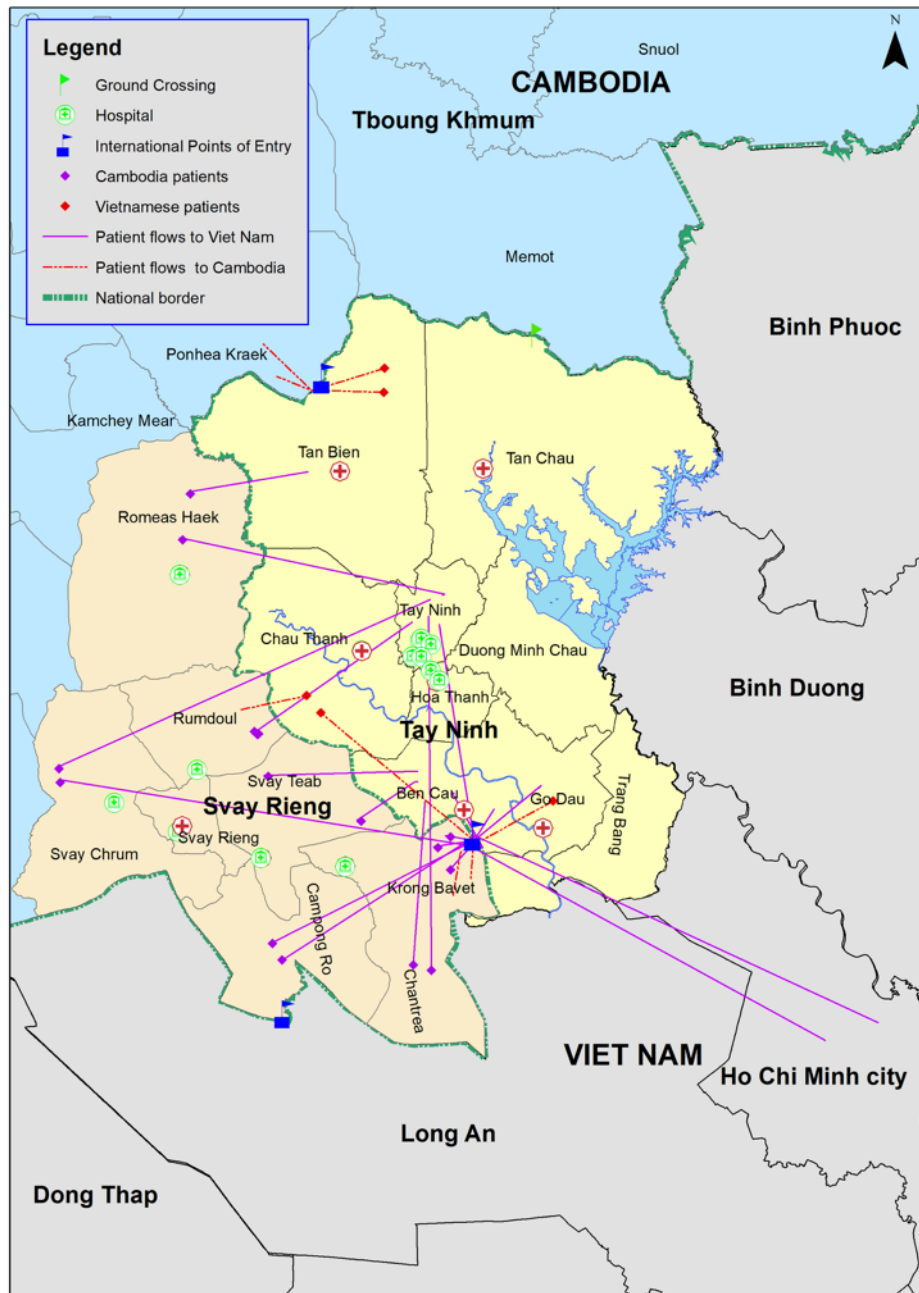 N
Snuol
CAMBODIA
Tboung Khmum
Legend
Ground Crossing
Hospital
International Points of Entry
Cambodia patients
Vietnamese patients
Patient flows to Viet Nam
Patient flows to Cambodia
National border
Memot
Binh Phuoc
Ponhea Kraek
Kamchey Mear
Tan Bien
Tan Chau
Romeas Haek
Tay Ninh
Chau Thanh
Duong Minh Chau
Binh Duong
Hoa Thanh
Rumdoul
Tay Ninh
Svay Teab
Ben Cau
Go Dau
Trang Bang
Svay Rieng
Svay Rieng
Svay Chrum
Krong Bavet
Campong Ro
Chantrea
VIET NAM
Ho Chi Minh city
Long An
Dong Thap